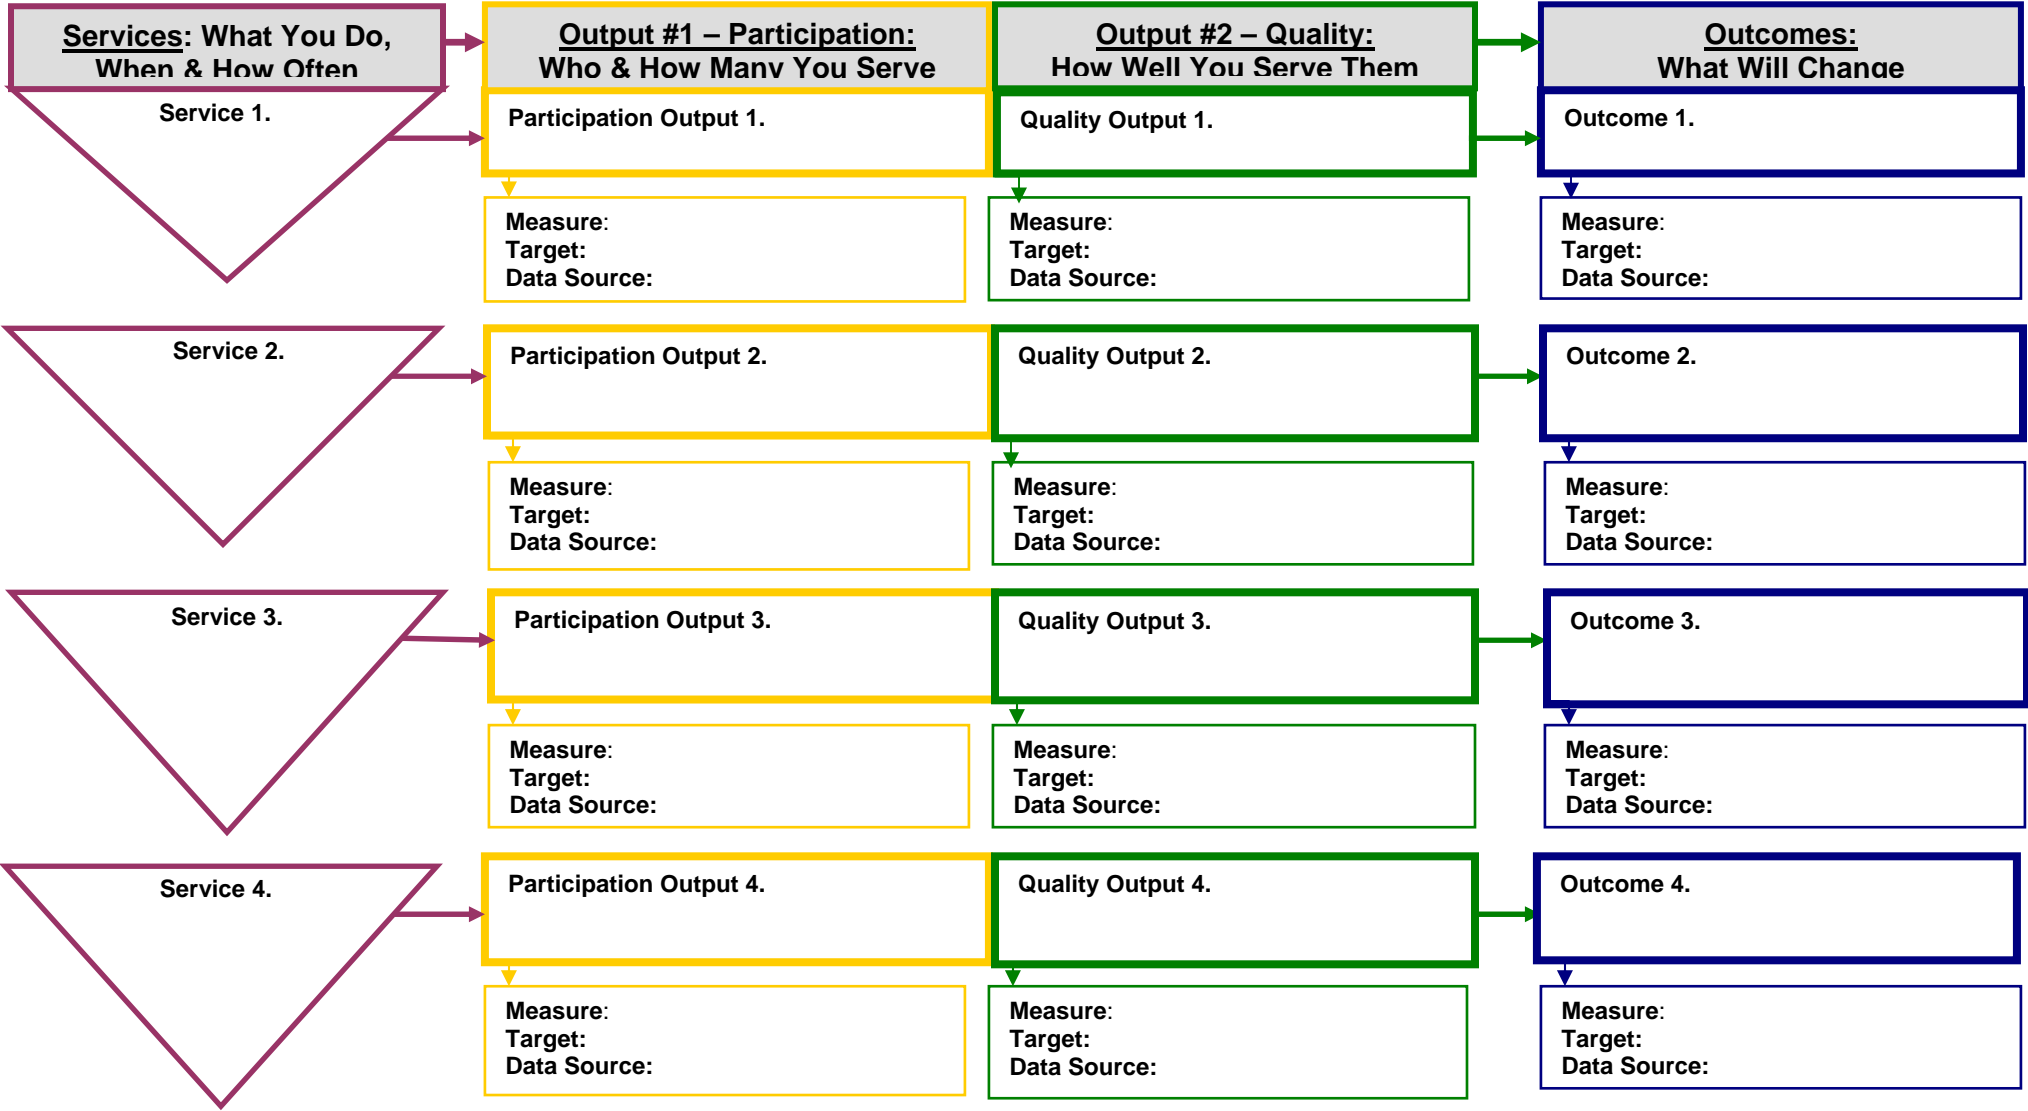 Services: What You Do,
When & How Often
Output #1 – Participation:
Who & How Many You Serve
Output #2 – Quality:
How Well You Serve Them
Outcomes:
What Will Change
Service 1.
Participation Output 1.
Quality Output 1.
Outcome 1.
Measure:
Target:
Data Source:
Measure:
Target:
Data Source:
Measure:
Target:
Data Source:
Service 2.
Participation Output 2.
Quality Output 2.
Outcome 2.
Measure:
Target:
Data Source:
Measure:
Target:
Data Source:
Measure:
Target:
Data Source:
Service 3.
Participation Output 3.
Quality Output 3.
Outcome 3.
Measure:
Target:
Data Source:
Measure:
Target:
Data Source:
Measure:
Target:
Data Source:
Service 4.
Participation Output 4.
Quality Output 4.
Outcome 4.
Measure:
Target:
Data Source:
Measure:
Target:
Data Source:
Measure:
Target:
Data Source: